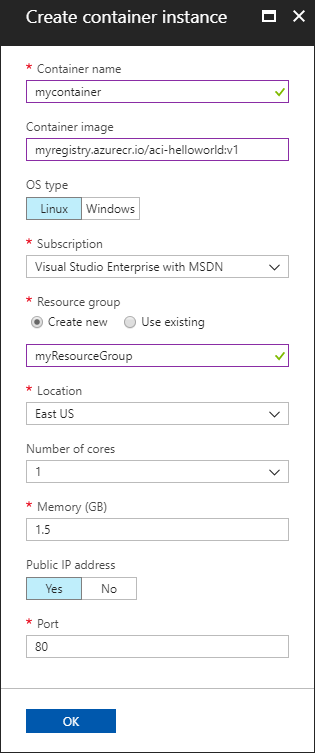 Create container instance
* Container name
mycontainer
Container image
myregistry.azurecr.io/aci-helloworld:v1
OS type
Linux Windows
* Subscription
Visual Studio Enterprise with MSDN
* Resource group
Create new Use existing
myResourceGroup
* Location
East US
Number of cores
1
* Memory (GB)
1.5
Public IP address
Yes No
* Port
80
OK